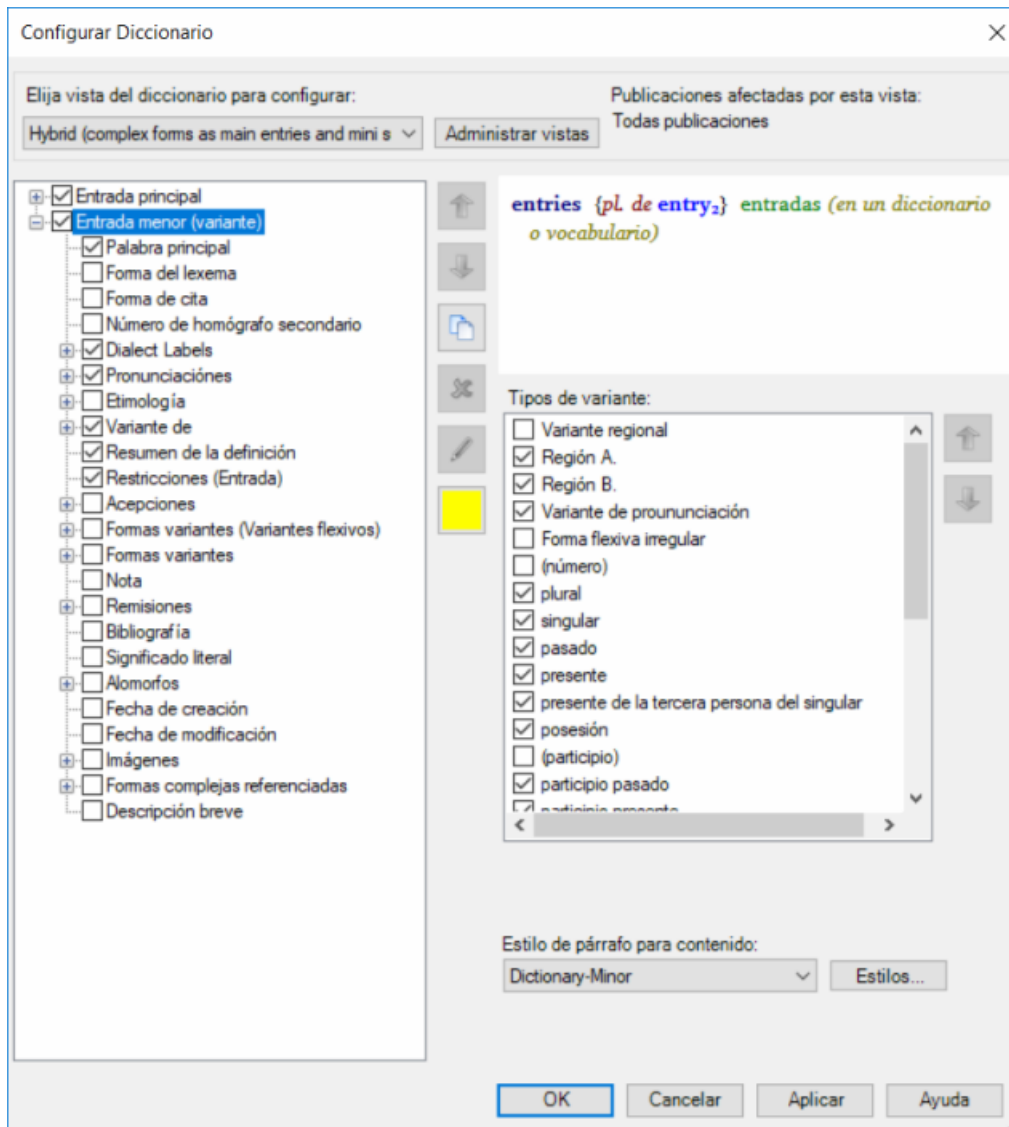 Configurar Diccionario
Elija vista del diccionario para configurar:
Publicaciones afectadas por esta vista:
Hybrid (complex forms as main entries and mini s
Administrar vistas
Todas publicaciones
Entrada principal
Entrada menor (variante)
Palabra principal
Forma del lexema
Forma de cita
Número de homógrafo secundario
Dialect Labels
Pronunciaciónes
Etimología
Variante de
Resumen de la definición
Restricciones (Entrada)
Acepciones
Formas variantes (Variantes flexivos)
Formas variantes
Nota
Remisiones
Bibliografía
Significado literal
Alomorfos
Fecha de creación
Fecha de modificación
Imágenes
Formas complejas referenciadas
Descripción breve
entries {pl. de entry₂} entradas (en un diccionario
o vocabulario)
Tipos de variante:
Variante regional
Región A.
Región B.
Variante de proununciación
Forma flexiva irregular
(número)
plural
singular
pasado
presente
presente de la tercera persona del singular
posesión
(participio)
participio pasado
participio presente
Estilo de párrafo para contenido:
Dictionary-Minor
Estilos...
OK
Cancelar
Aplicar
Ayuda